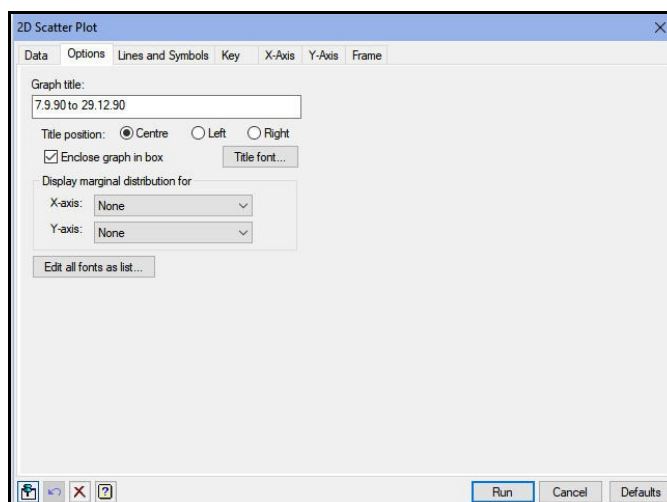 2D Scatter Plot
Data Options Lines and Symbols Key X-Axis Y-Axis Frame
Graph title:
7.9.90 to 29.12.90
Title position: Centre Left Right
Enclose graph in box Title font...
Display marginal distribution for
X-axis: None
Y-axis: None
Edit all fonts as list...
Run Cancel Defaults